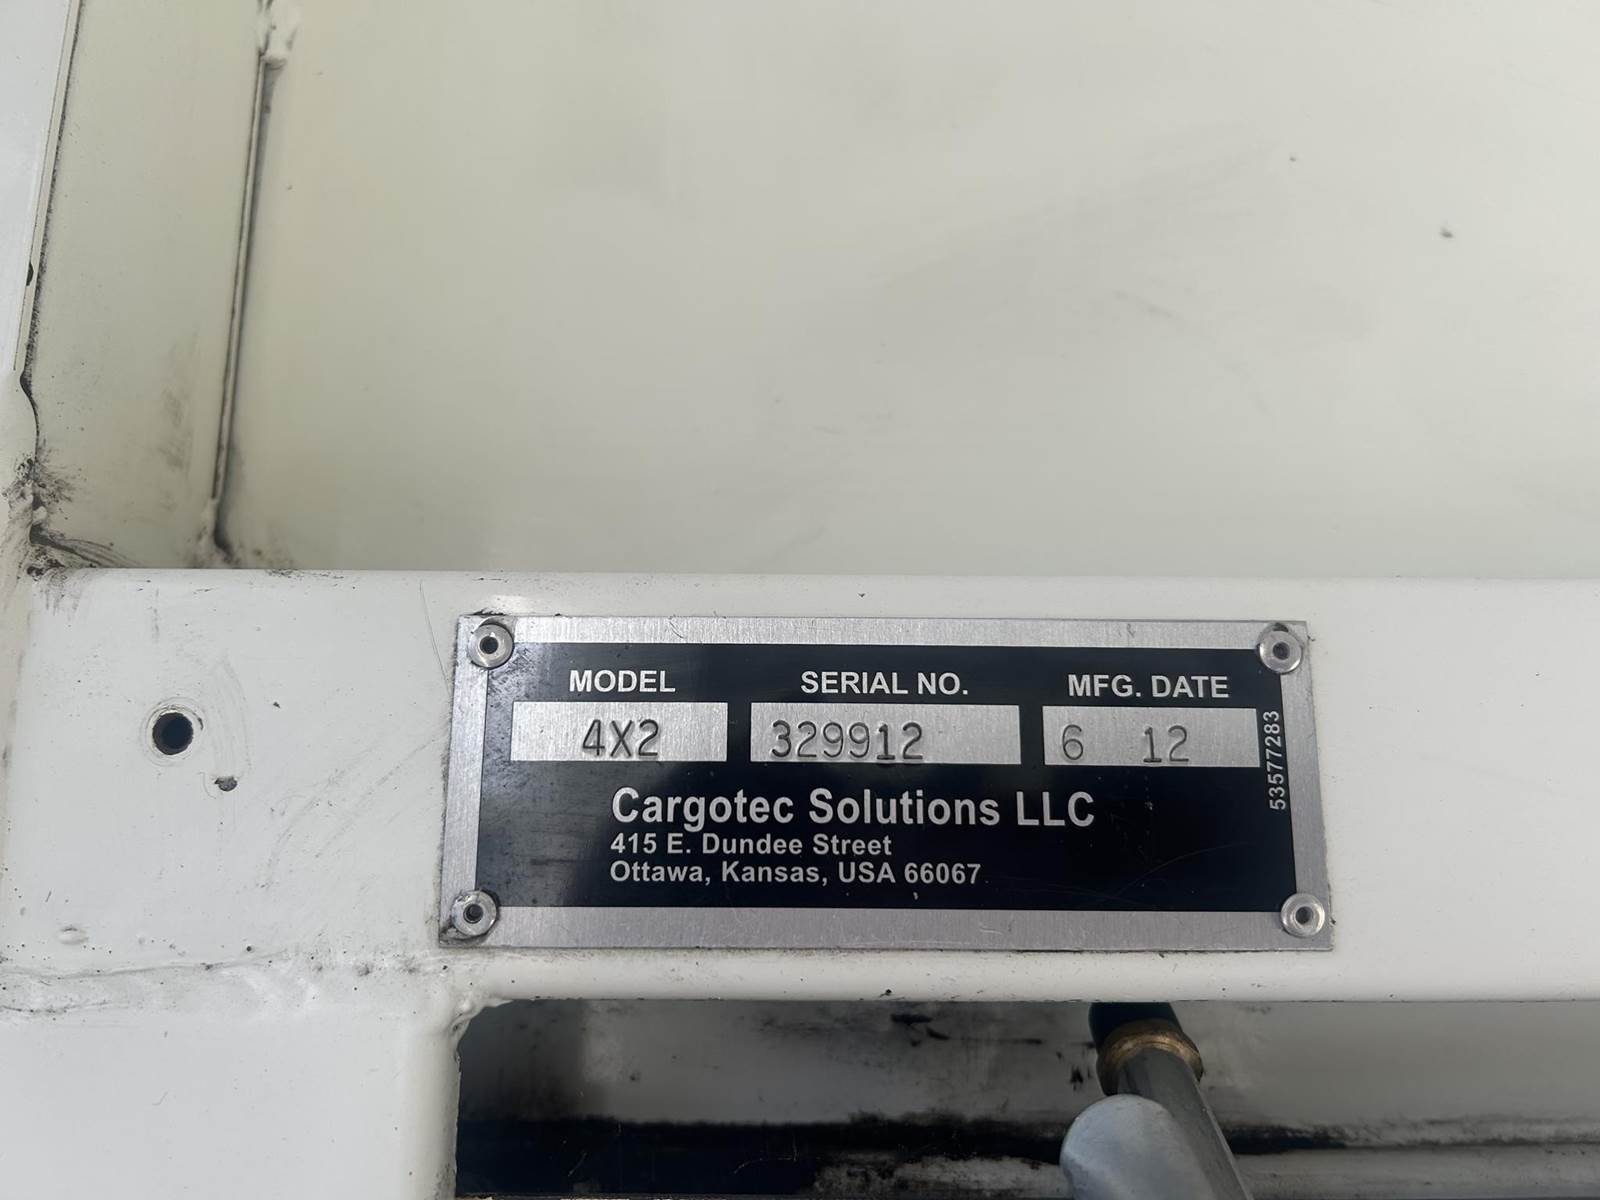 MODEL SERIAL NO. MFG. DATE
4X2 329912 6 12
Cargotec Solutions LLC
415 E. Dundee Street
Ottawa, Kansas, USA 66067
53577283